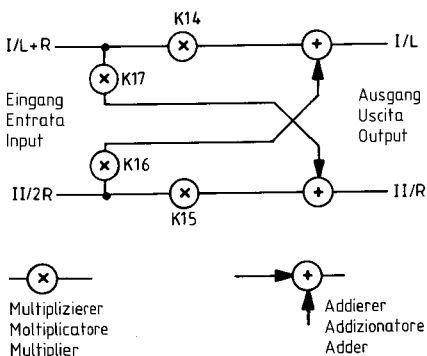 K14
I/L+R
I/L
K17
Eingang
Entrata
Input
Ausgang
Uscita
Output
K16
II/2R
II/R
K15
Multiplizierer
Moltiplicatore
Multiplier
Addierer
Addizionatore
Adder